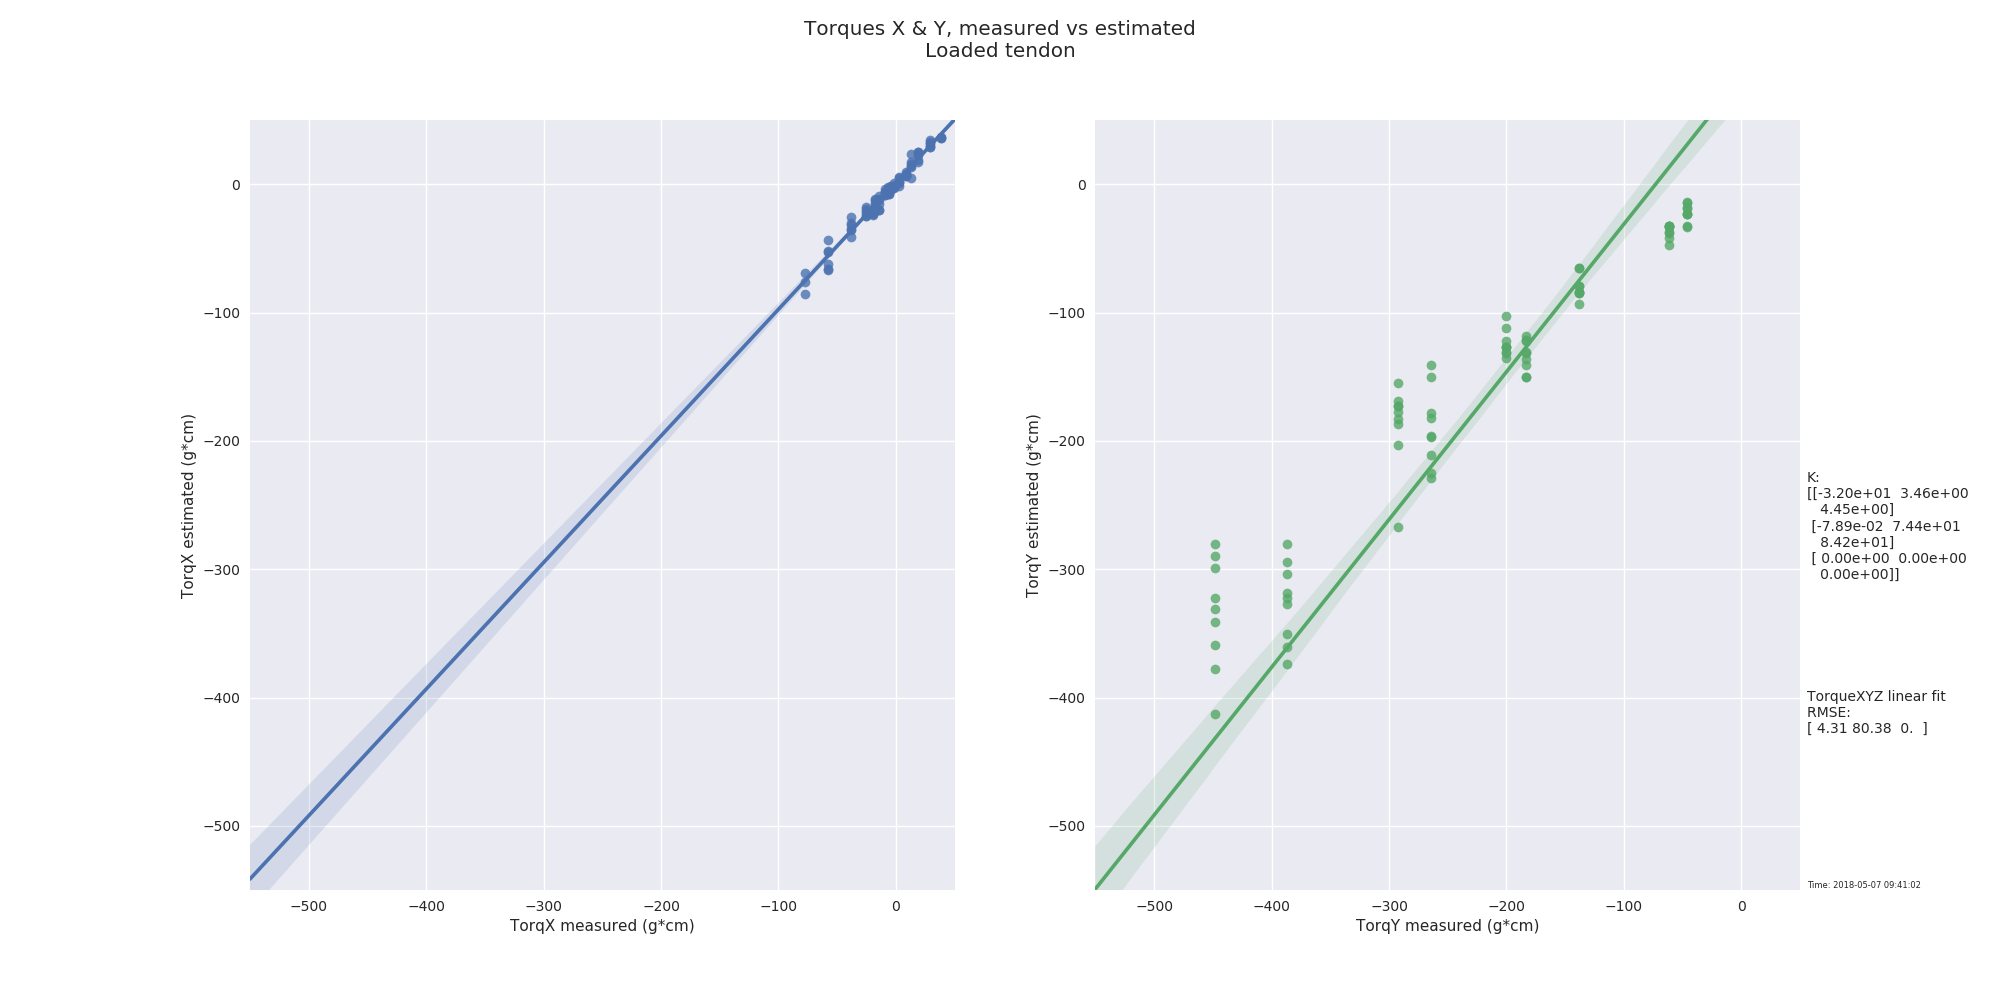 Torques X & Y, measured vs estimated
Loaded tendon
0
−100
−200
−300
−400
−500
TorqX estimated (g*cm)
−500
−400
−300
−200
−100
0
TorqX measured (g*cm)
0
−100
−200
−300
−400
−500
TorqY estimated (g*cm)
−500
−400
−300
−200
−100
0
TorqY measured (g*cm)
K:
[[-3.20e+01  3.46e+00
4.45e+00]
[-7.89e-02  7.44e+01
8.42e+01]
[ 0.00e+00  0.00e+00
0.00e+00]]
TorqueXYZ linear fit
RMSE:
[ 4.31 80.38  0.  ]
Time: 2018-05-07 09:41:02